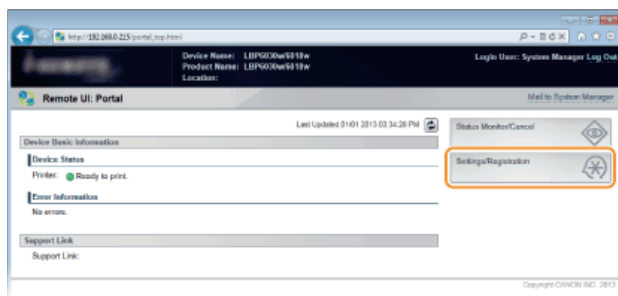 http://192.168.0.215/portal_top.html
Device Name: LBP6030w/6018w
Product Name: LBP6030w/6018w
Location:
Login User: System Manager Log Out
Remote UI: Portal
Mail to System Manager
Last Updated 01/01 2013 03:34:28 PM
Device Basic Information
Device Status
Printer: Ready to print.
Error Information
No errors.
Support Link
Support Link:
Status Monitor/Cancel
Settings/Registration
Copyright CANON INC. 2013